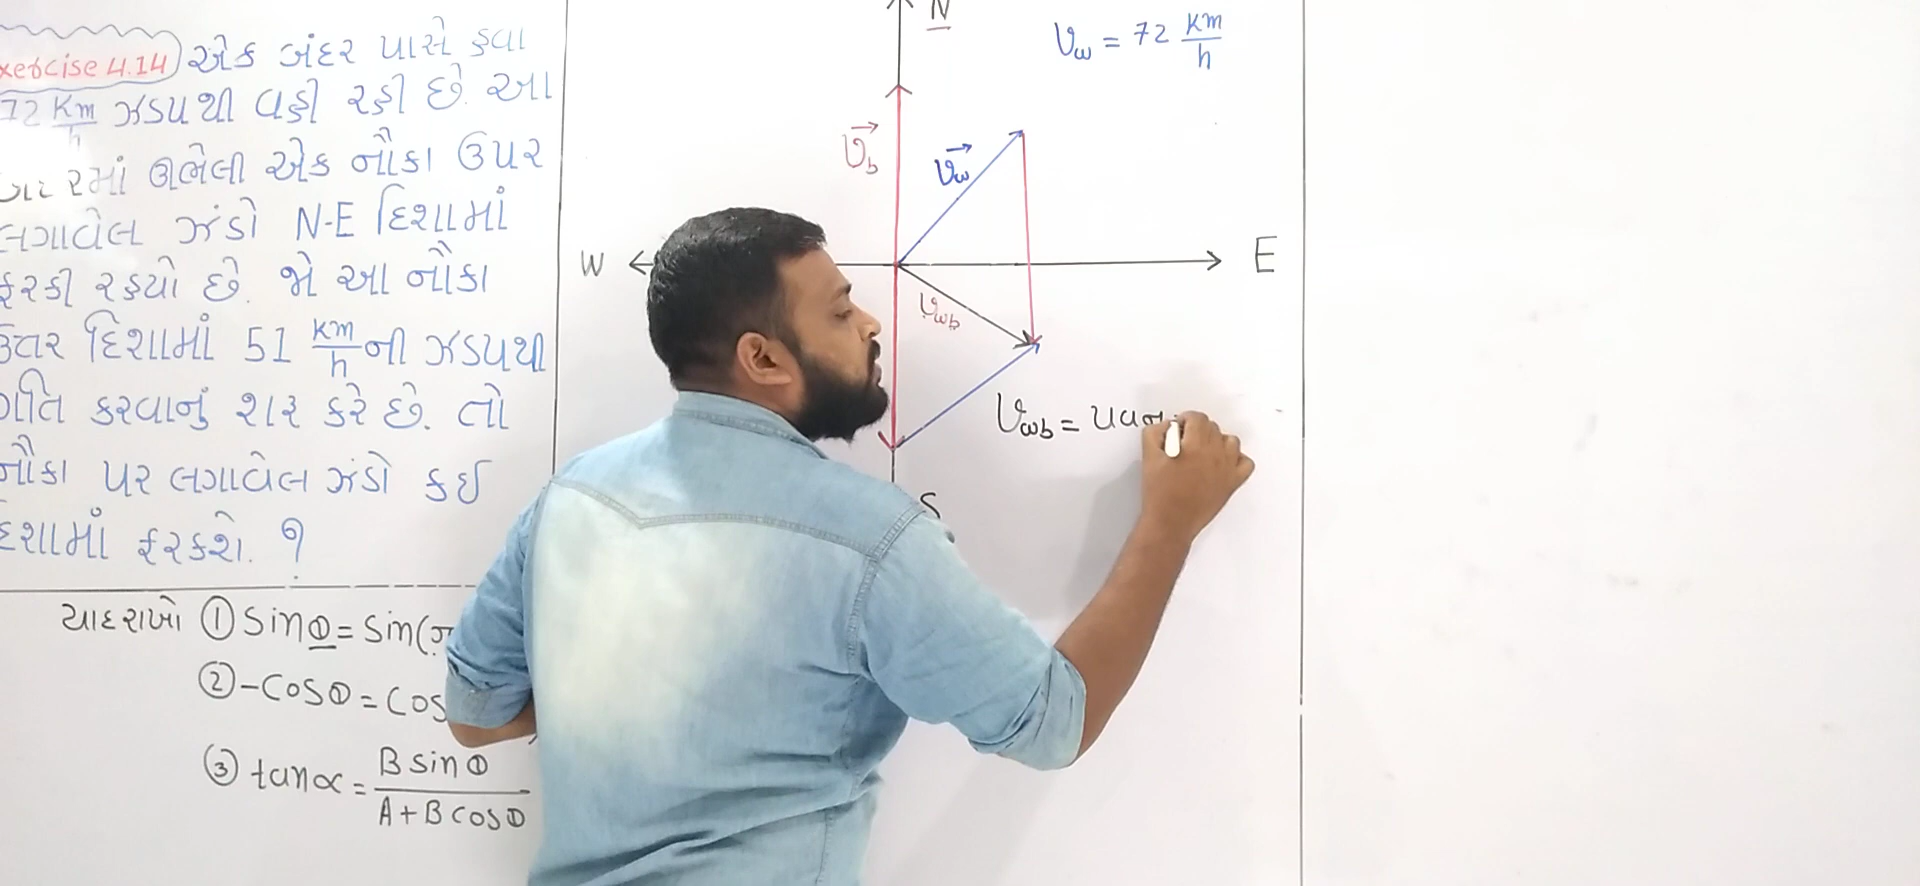 xercise 4.14 એક બંદર પાસે હવા
72 Km/h ઝડપથી વહી રહી છે. આ
બંદરમાં ઊભેલી એક નૌકા ઉપર
લગાવેલ ઝંડો N-E દિશામાં
ફરકી રહ્યો છે. જો આ નૌકા
ઉત્તર દિશામાં 51 km/h ની ઝડપથી
ગતિ કરવાનું શરૂ કરે છે. તો
નૌકા પર લગાવેલ ઝંડો કઈ
દિશામાં ફરકશે. ?
યાદ રાખો ① Sinθ = Sin(
② -Cosθ = Cos
③ tanα = B sinθ / A + B cosθ
N
Vw = 72 km/h
Vb
Vw
W
E
Vwb
Vwb = પવન
S